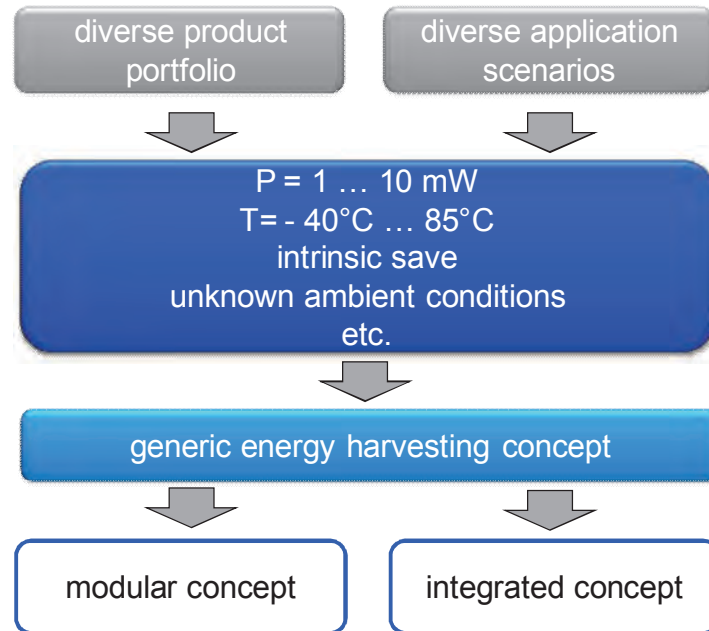 diverse product
portfolio
diverse application
scenarios
P = 1 … 10 mW
T= - 40°C … 85°C
intrinsic save
unknown ambient conditions
etc.
generic energy harvesting concept
modular concept
integrated concept